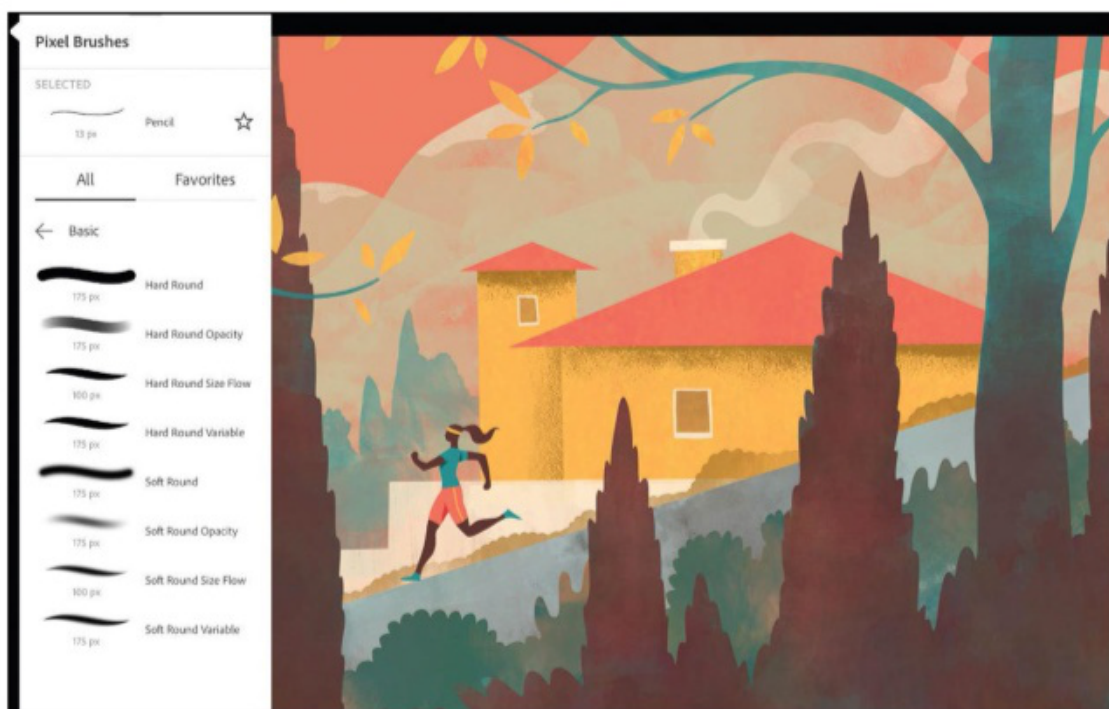 Pixel Brushes
SELECTED
13 px
Pencil
All
Favorites
Basic
175 px
Hard Round
175 px
Hard Round Opacity
100 px
Hard Round Size Flow
175 px
Hard Round Variable
175 px
Soft Round
175 px
Soft Round Opacity
100 px
Soft Round Size Flow
175 px
Soft Round Variable